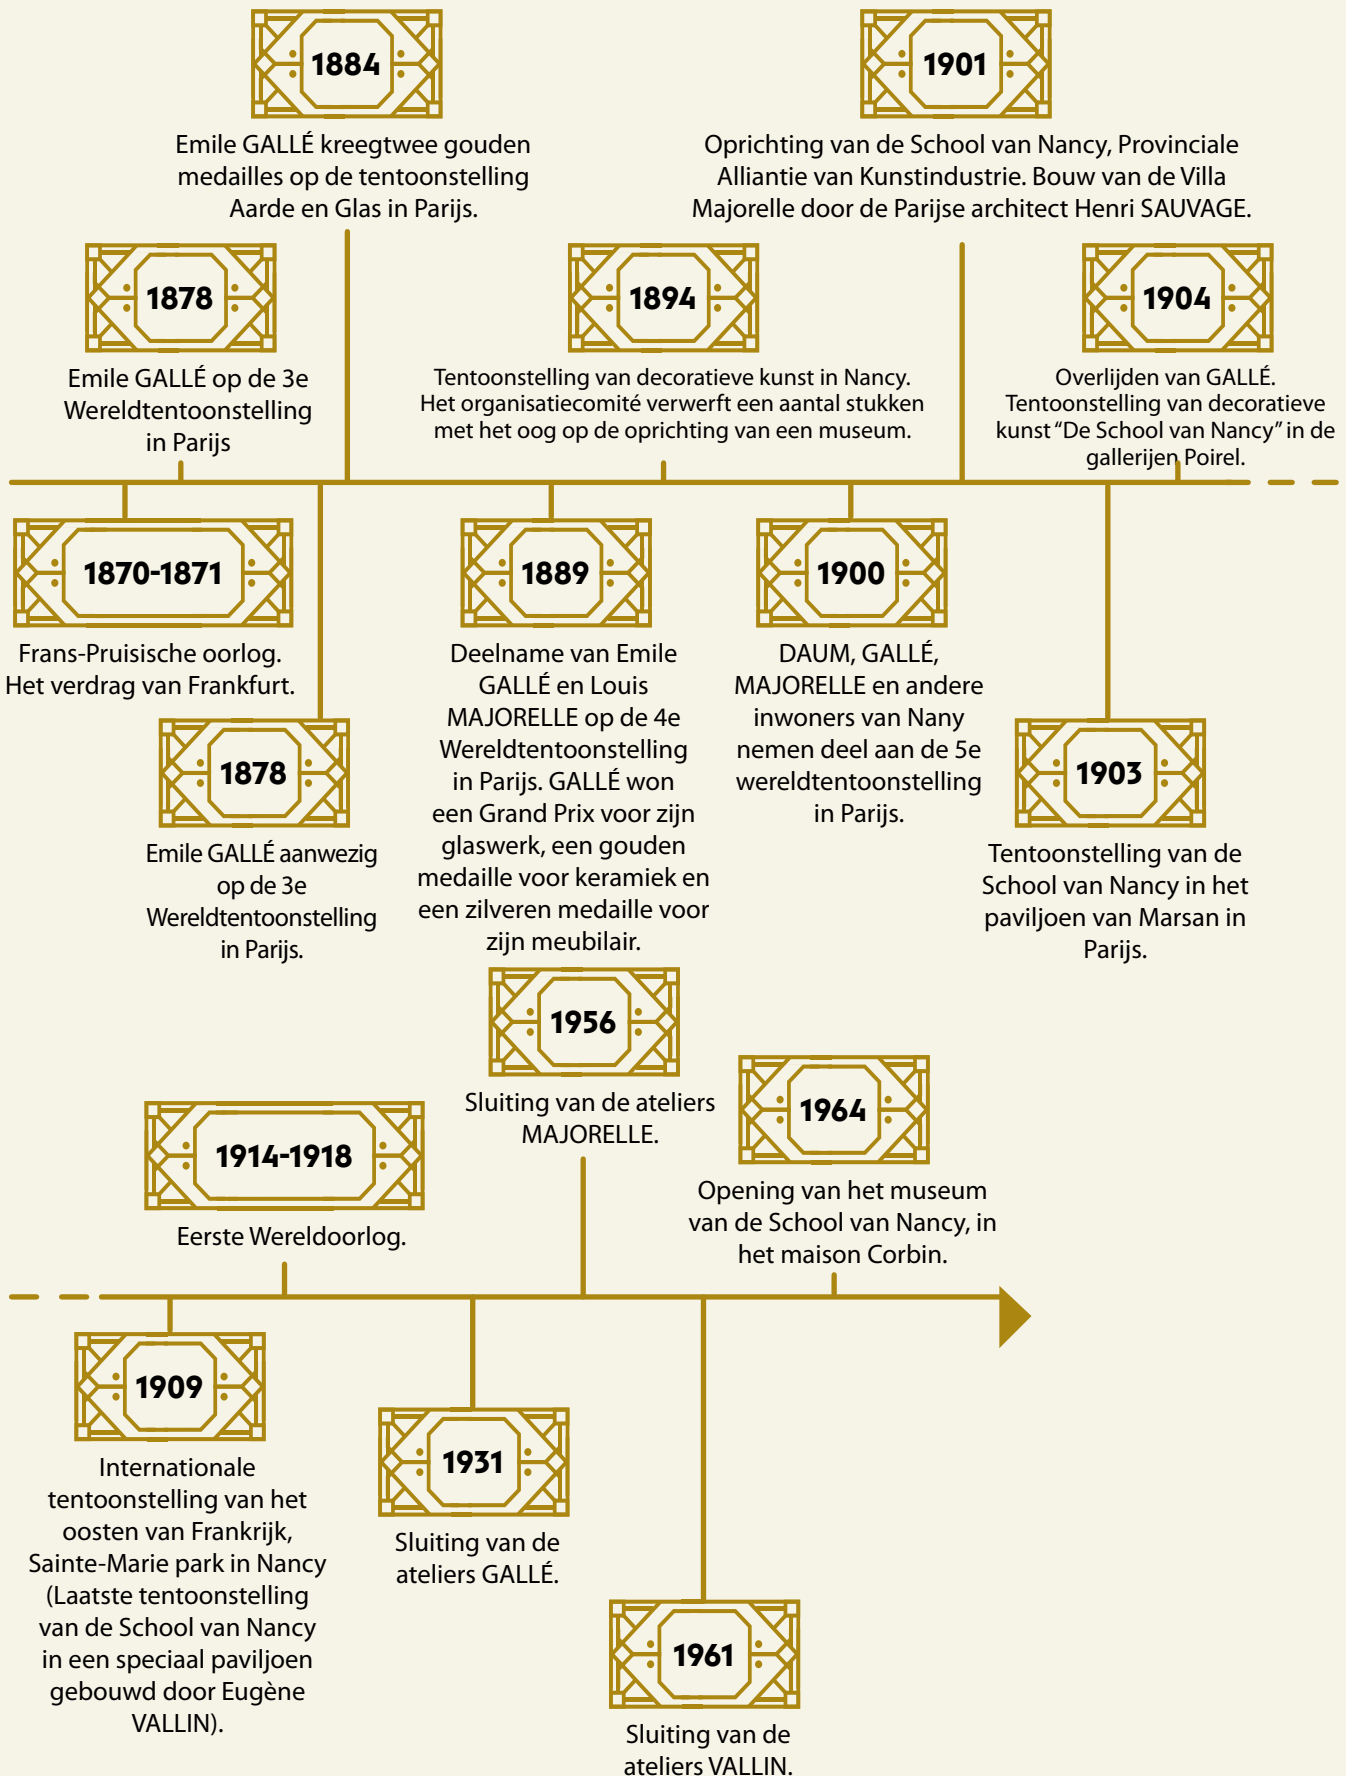 1884
Emile GALLÉ kreegtwee gouden
medailles op de tentoonstelling
Aarde en Glas in Parijs.
1901
Oprichting van de School van Nancy, Provinciale
Alliantie van Kunstindustrie. Bouw van de Villa
Majorelle door de Parijse architect Henri SAUVAGE.
1878
Emile GALLÉ op de 3e
Wereldtentoonstelling
in Parijs
1894
Tentoonstelling van decoratieve kunst in Nancy.
Het organisatiecomité verwerft een aantal stukken
met het oog op de oprichting van een museum.
1904
Overlijden van GALLÉ.
Tentoonstelling van decoratieve
kunst “De School van Nancy” in de
gallerijen Poirel.
1870-1871
Frans-Pruisische oorlog.
Het verdrag van Frankfurt.
1889
Deelname van Emile
GALLÉ en Louis
MAJORELLE op de 4e
Wereldtentoonstelling
in Parijs. GALLÉ won
een Grand Prix voor zijn
glaswerk, een gouden
medaille voor keramiek en
een zilveren medaille voor
zijn meubilair.
1900
DAUM, GALLÉ,
MAJORELLE en andere
inwoners van Nany
nemen deel aan de 5e
wereldtentoonstelling
in Parijs.
1878
Emile GALLÉ aanwezig
op de 3e
Wereldtentoonstelling
in Parijs.
1903
Tentoonstelling van de
School van Nancy in het
paviljoen van Marsan in
Parijs.
1956
Sluiting van de ateliers
MAJORELLE.
1964
Opening van het museum
van de School van Nancy, in
het maison Corbin.
1914-1918
Eerste Wereldoorlog.
1909
Internationale
tentoonstelling van het
oosten van Frankrijk,
Sainte-Marie park in Nancy
(Laatste tentoonstelling
van de School van Nancy
in een speciaal paviljoen
gebouwd door Eugène
VALLIN).
1931
Sluiting van de
ateliers GALLÉ.
1961
Sluiting van de
ateliers VALLIN.